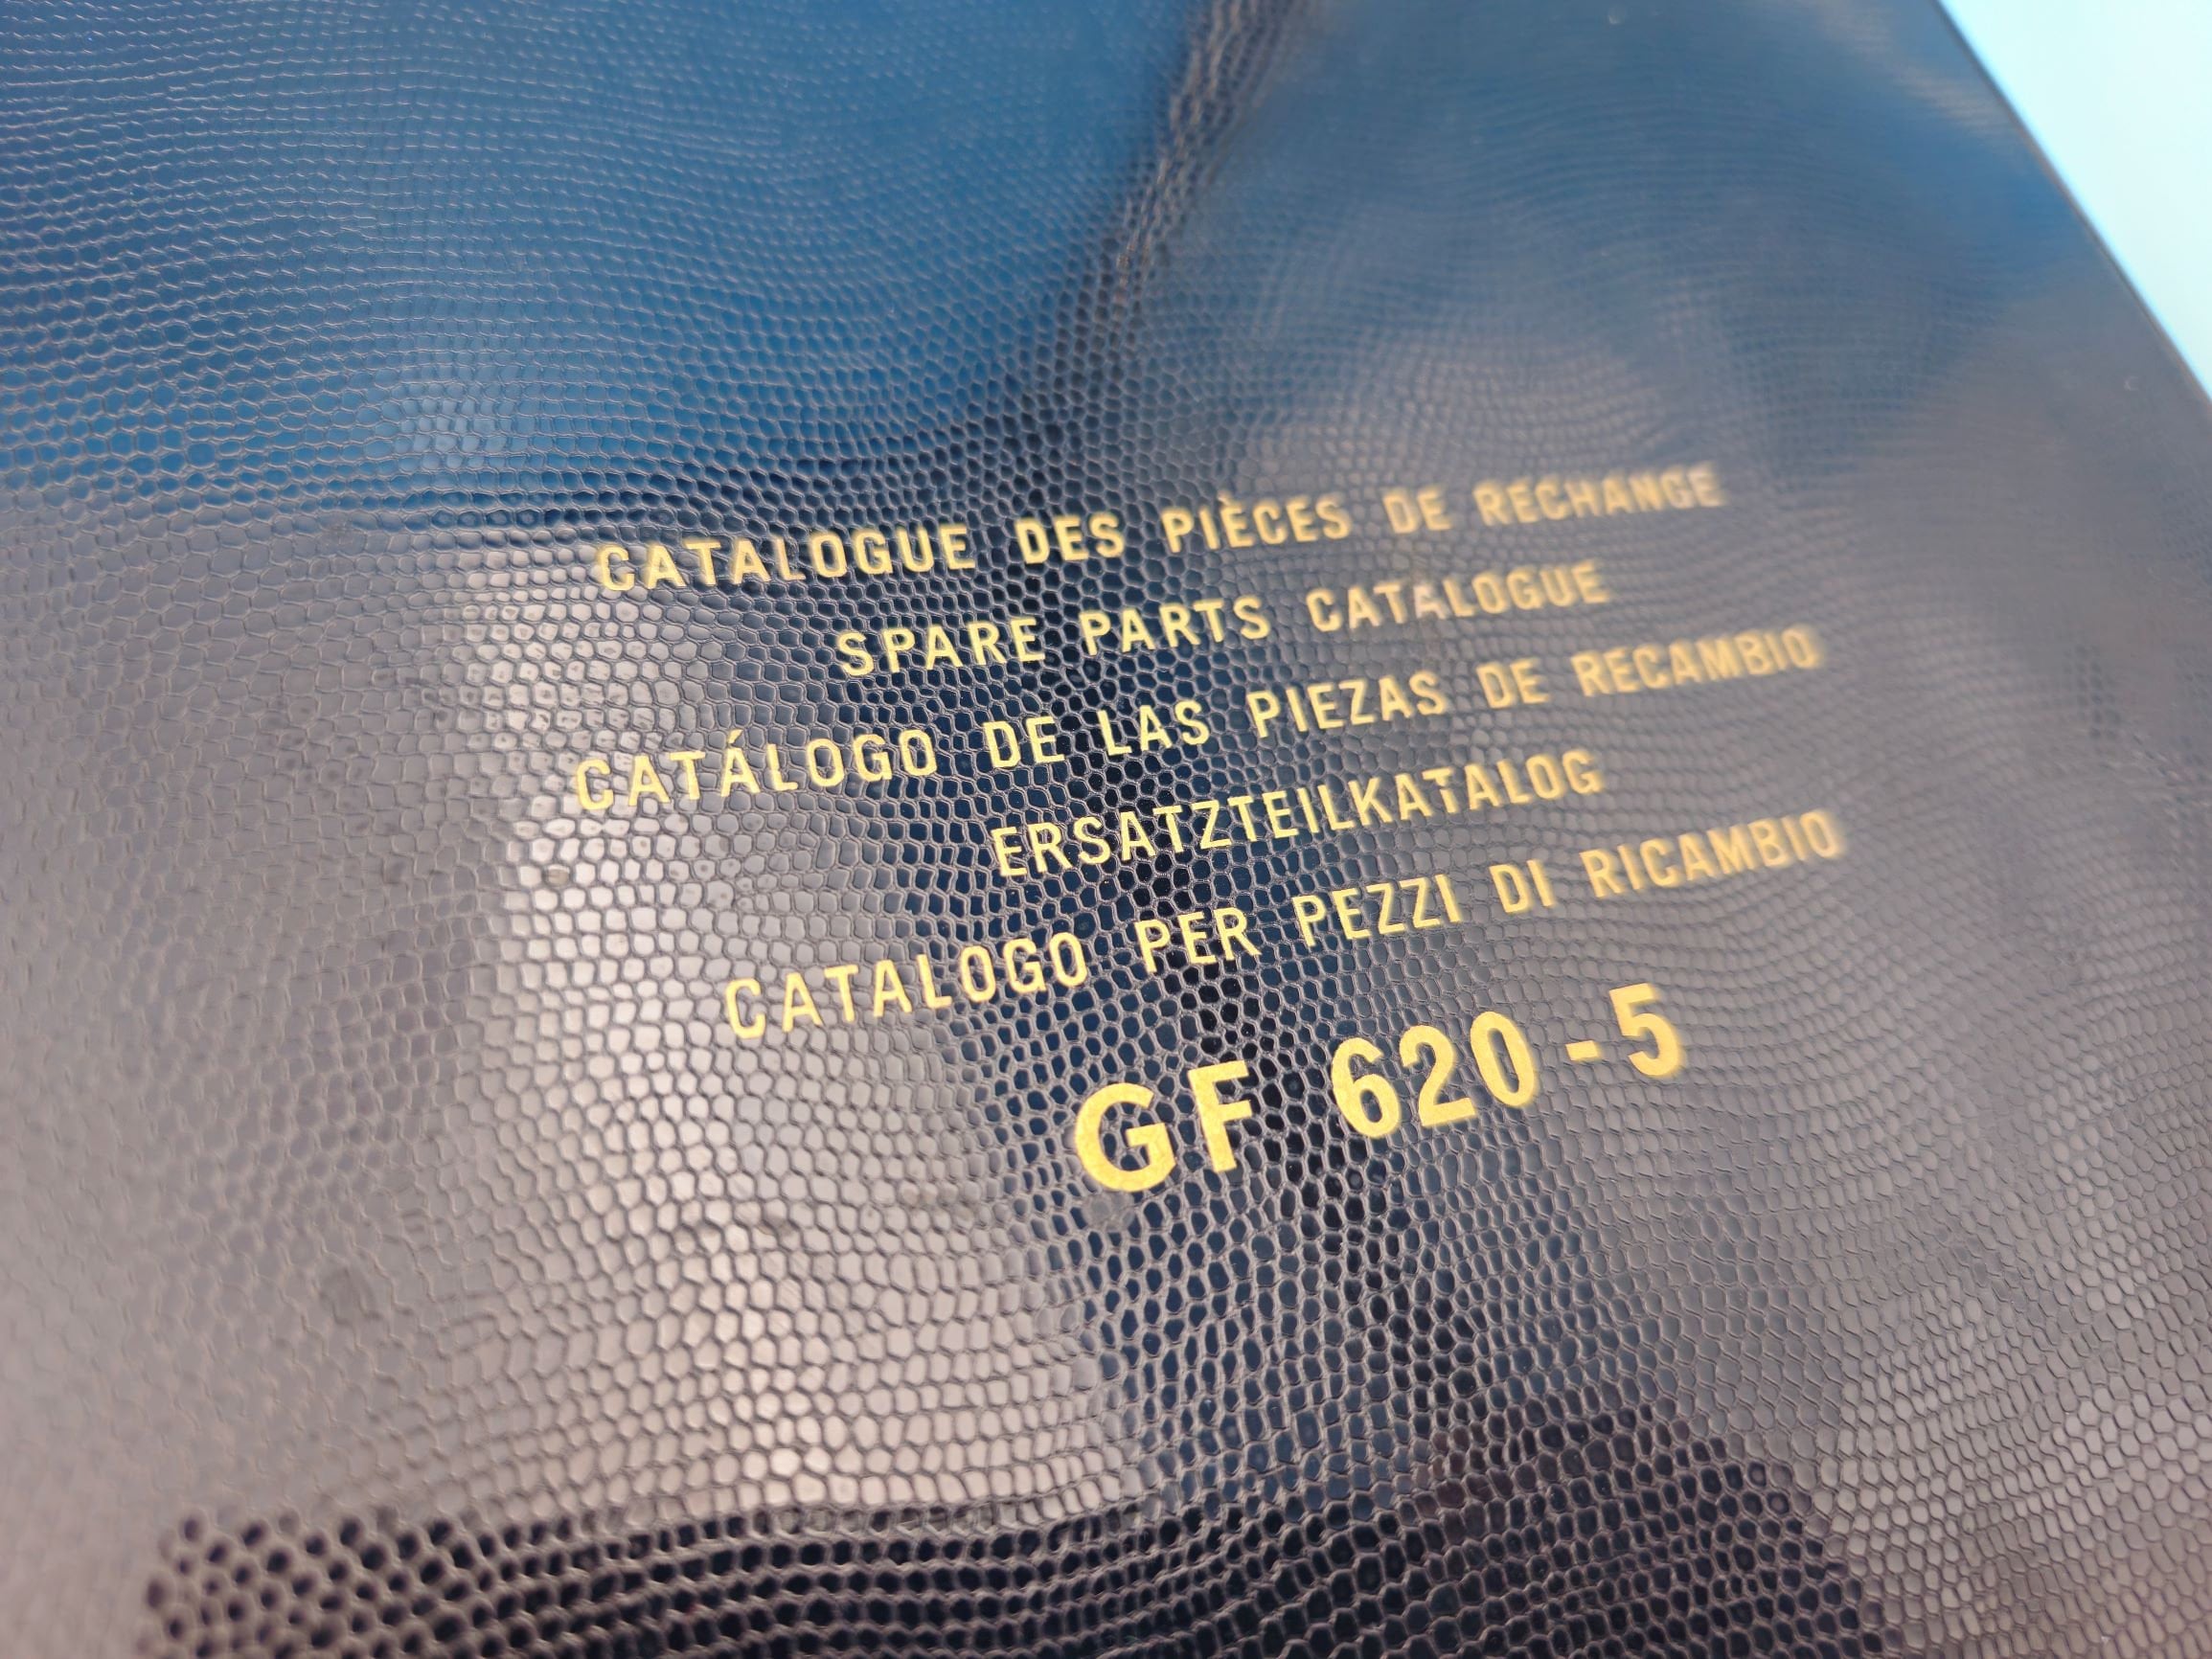 CATALOGUE DES PIÈCES DE RECHANGE
SPARE PARTS CATALOGUE
CATÁLOGO DE LAS PIEZAS DE RECAMBIO
ERSATZTEILKATALOG
CATALOGO PER PEZZI DI RICAMBIO
GF 620-5